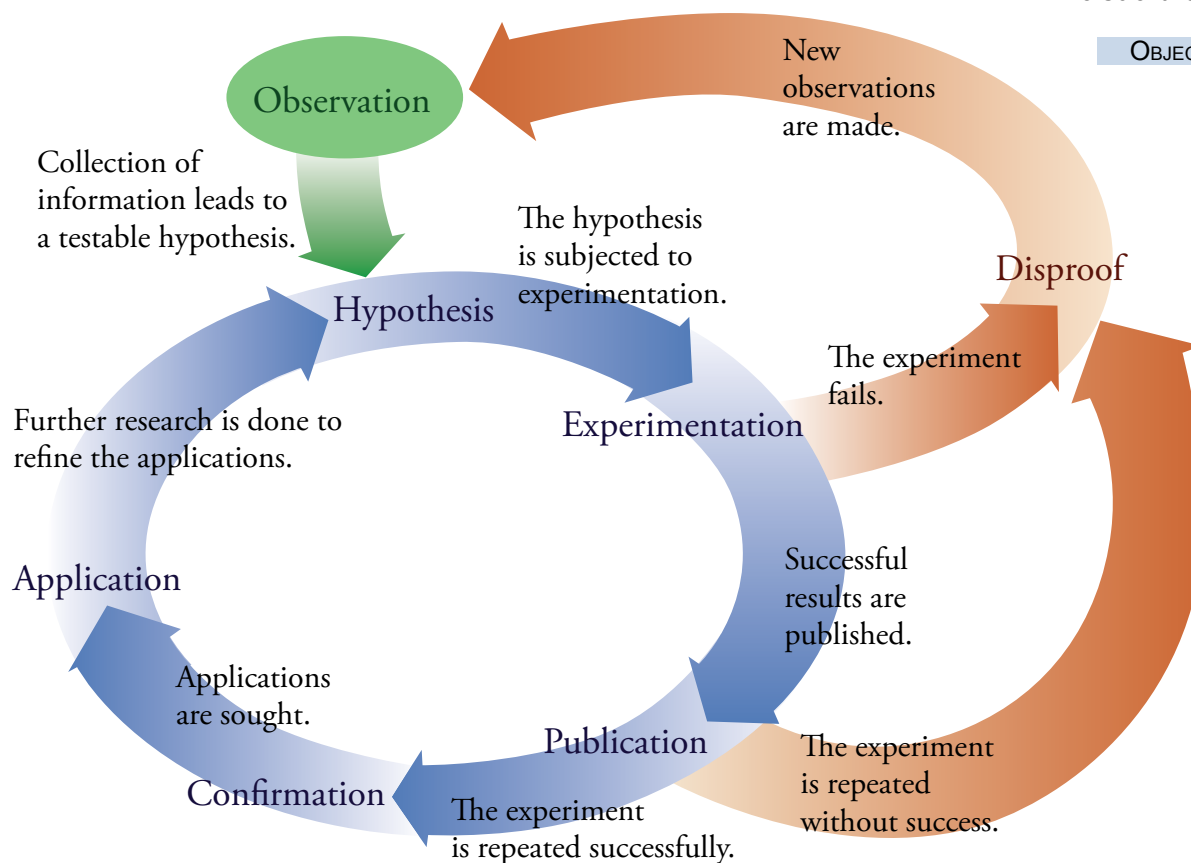 New
observations
are made.
Observation
Collection of
information leads to
a testable hypothesis.
The hypothesis
is subjected to
experimentation.
Disproof
Hypothesis
The experiment
fails.
Experimentation
Further research is done to
refine the applications.
Successful
results are
published.
Application
Applications
are sought.
Publication
The experiment
is repeated
without success.
Confirmation
The experiment
is repeated successfully.